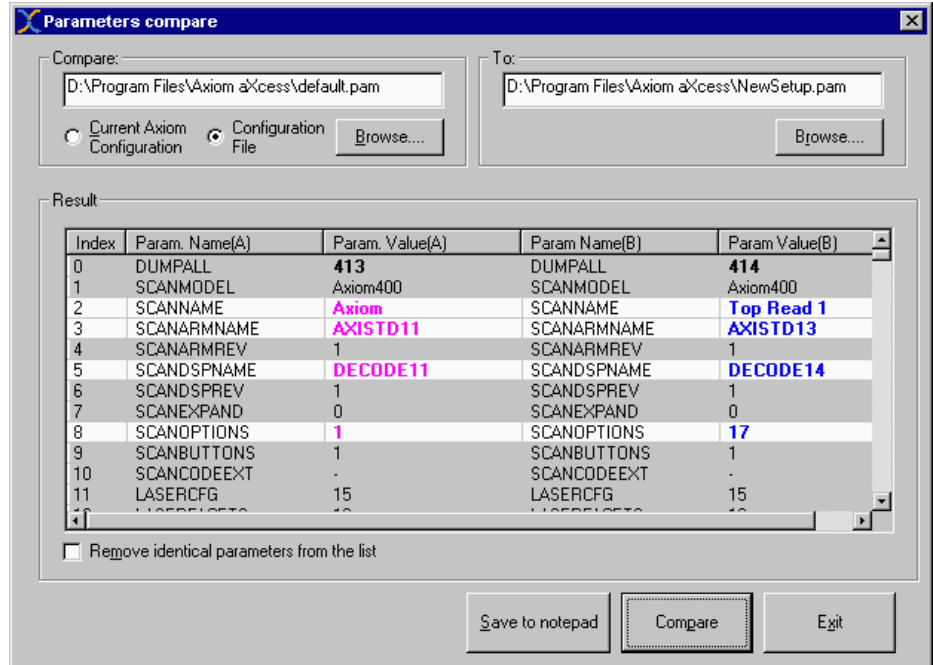 Parameters compare
Compare:
D:\Program Files\Axiom aXcess\default.pam
Current Axiom Configuration
Configuration File
Browse....
To:
D:\Program Files\Axiom aXcess\NewSetup.pam
Browse....
Result
Index Param. Name(A) Param. Value(A) Param Name(B) Param Value(B)
0 DUMPALL 413 DUMPALL 414
1 SCANMODEL Axiom400 SCANMODEL Axiom400
2 SCANNAME Axiom SCANNAME Top Read 1
3 SCANARMNAME AXISTD11 SCANARMNAME AXISTD13
4 SCANARMREV 1 SCANARMREV 1
5 SCANDSPNAME DECODE11 SCANDSPNAME DECODE14
6 SCANDSPREV 1 SCANDSPREV 1
7 SCANEXPAND 0 SCANEXPAND 0
8 SCANOPTIONS 1 SCANOPTIONS 17
9 SCANBUTTONS 1 SCANBUTTONS 1
10 SCANCODEEXT - SCANCODEEXT -
11 LASERCFG 15 LASERCFG 15
Remove identical parameters from the list
Save to notepad
Compare
Exit